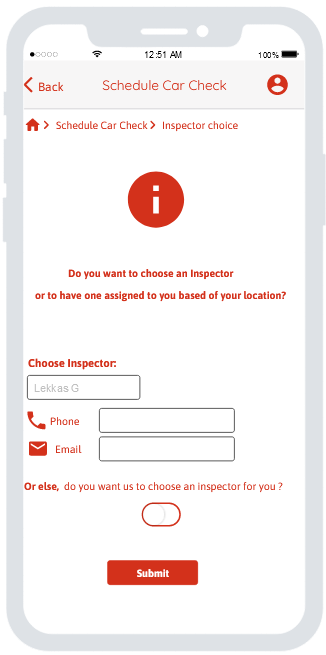 12:51 AM 100%
Back Schedule Car Check
Schedule Car Check Inspector choice
i
Do you want to choose an Inspector
or to have one assigned to you based of your location?
Choose Inspector:
Lekkas G
Phone
Email
Or else, do you want us to choose an inspector for you ?
Submit